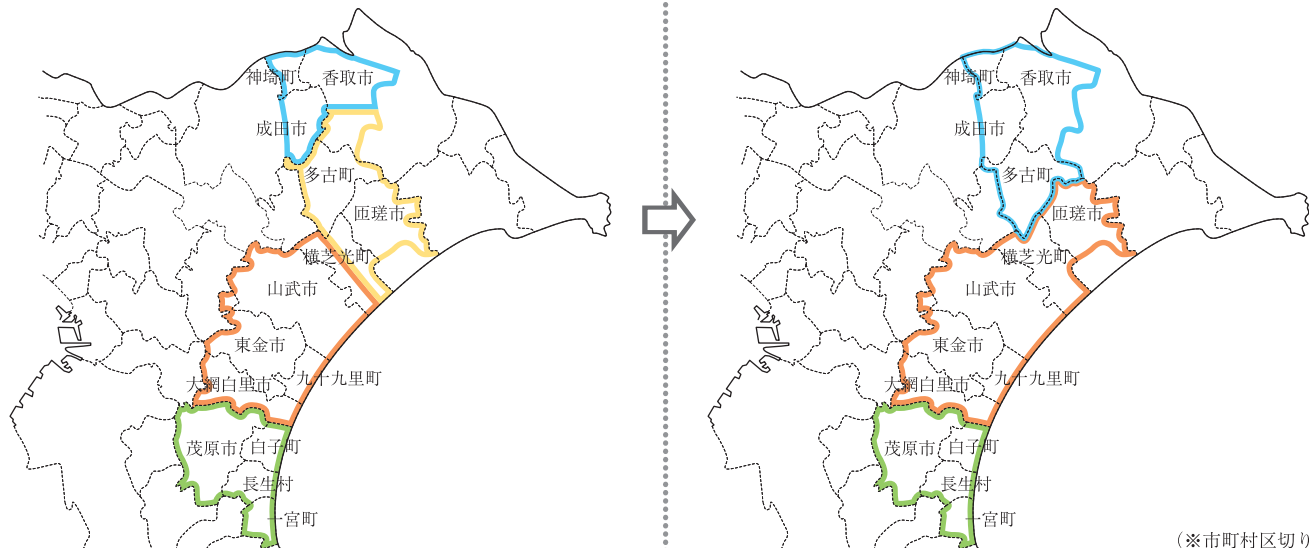 神埼町
香取市
成田市
多古町
匝瑳市
横芝光町
山武市
東金市
九十九里町
大網白里市
茂原市
白子町
長生村
一宮町
神埼町
香取市
成田市
多古町
匝瑳市
横芝光町
山武市
東金市
九十九里町
大網白里市
茂原市
白子町
長生村
一宮町
(※市町村区切り